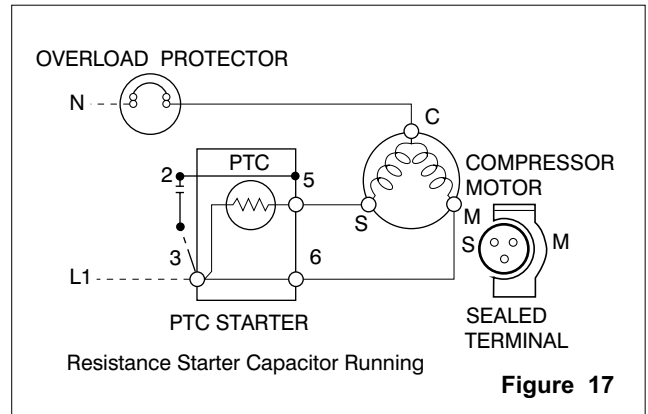 OVERLOAD PROTECTOR
N
C
PTC
2
5
COMPRESSOR
MOTOR
S
M
S
M
3
6
L1
PTC STARTER
SEALED
TERMINAL
Resistance Starter Capacitor Running
Figure 17